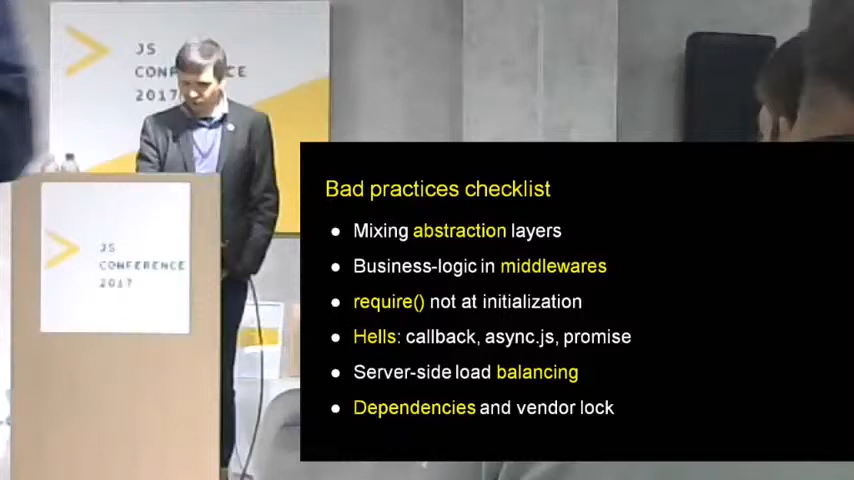 JS
CONFERENCE
2017
JS
CONFERENCE
2017
Bad practices checklist
● Mixing abstraction layers
● Business-logic in middlewares
● require() not at initialization
● Hells: callback, async.js, promise
● Server-side load balancing
● Dependencies and vendor lock